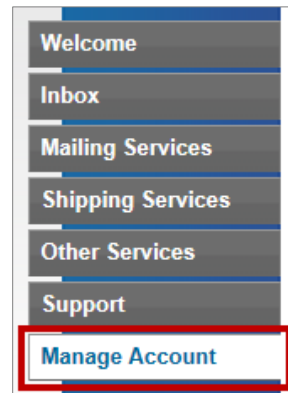 Welcome
Inbox
Mailing Services
Shipping Services
Other Services
Support
Manage Account